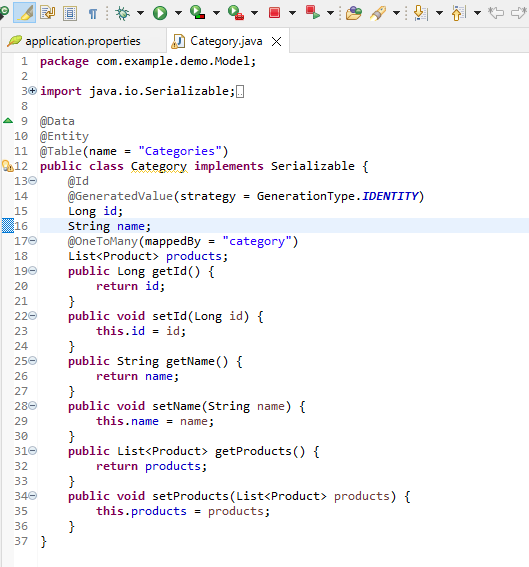 application.properties
Category.java
1 package com.example.demo.Model;
2
3 import java.io.Serializable;
8
9 @Data
10 @Entity
11 @Table(name = "Categories")
12 public class Category implements Serializable {
13 @Id
14 @GeneratedValue(strategy = GenerationType.IDENTITY)
15 Long id;
16 String name;
17 @OneToMany(mappedBy = "category")
18 List<Product> products;
19 public Long getId() {
20 return id;
21 }
22 public void setId(Long id) {
23 this.id = id;
24 }
25 public String getName() {
26 return name;
27 }
28 public void setName(String name) {
29 this.name = name;
30 }
31 public List<Product> getProducts() {
32 return products;
33 }
34 public void setProducts(List<Product> products) {
35 this.products = products;
36 }
37 }